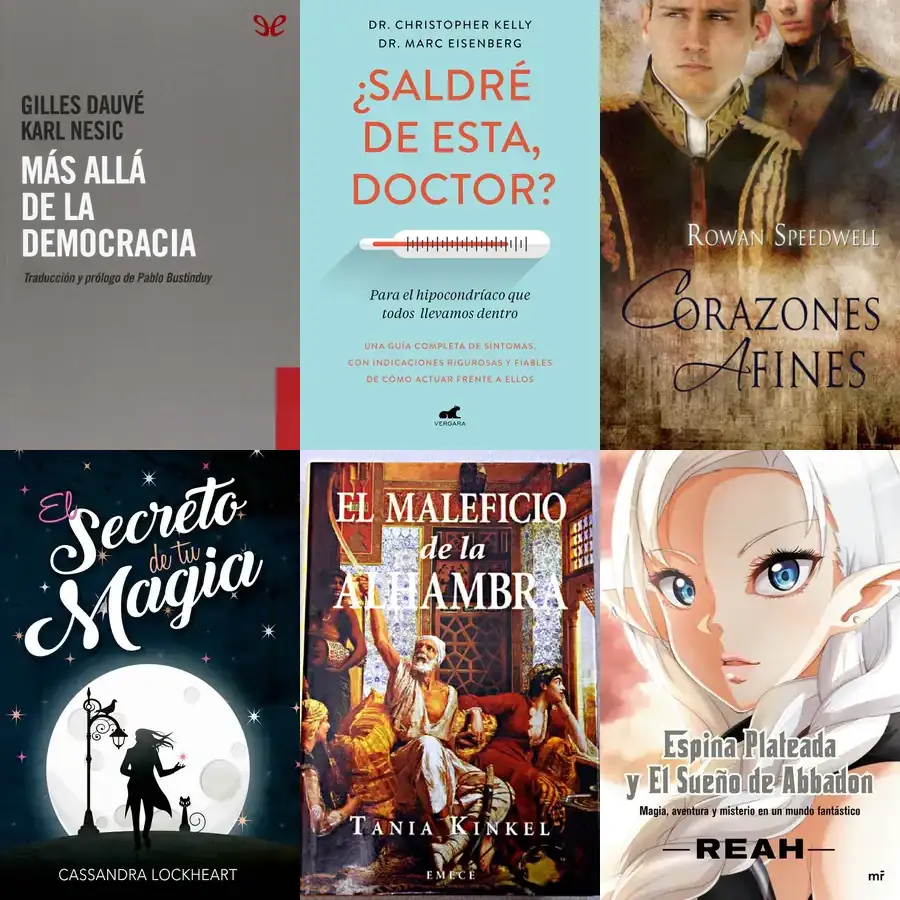 GILLES DAUVÉ
KARL NESIC
MÁS ALLÁ
DE LA
DEMOCRACIA
Traducción y prólogo de Pablo Bustinduy
DR. CHRISTOPHER KELLY
DR. MARC EISENBERG
¿SALDRÉ
DE ESTA,
DOCTOR?
Para el hipocondríaco que
todos llevamos dentro
UNA GUÍA COMPLETA DE SÍNTOMAS,
CON INDICACIONES RIGUROSAS Y FIABLES
DE CÓMO ACTUAR FRENTE A ELLOS
VERGARA
ROWAN SPEEDWELL
CORAZONES
AFINES
El
Secreto
de tu
Magia
CASSANDRA LOCKHEART
EL MALEFICIO
de la
ALHAMBRA
TANIA KINKEL
EMECÉ
Espina Plateada
y El Sueño de Abbadon
Magia, aventura y misterio en un mundo fantástico
REAH
mr̃